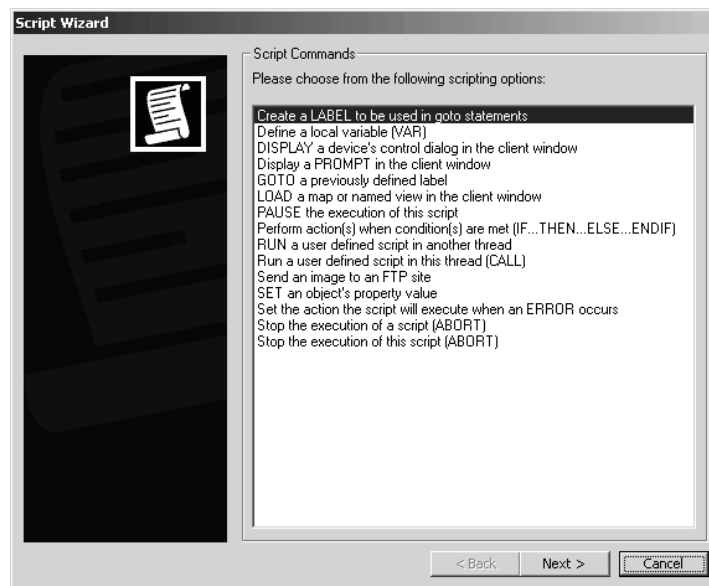 Script Wizard
Script Commands
Please choose from the following scripting options:
Create a LABEL to be used in goto statements
Define a local variable (VAR)
DISPLAY a device's control dialog in the client window
Display a PROMPT in the client window
GOTO a previously defined label
LOAD a map or named view in the client window
PAUSE the execution of this script
Perform action(s) when condition(s) are met (IF...THEN...ELSE...ENDIF)
RUN a user defined script in another thread
Run a user defined script in this thread (CALL)
Send an image to an FTP site
SET an object's property value
Set the action the script will execute when an ERROR occurs
Stop the execution of a script (ABORT)
Stop the execution of this script (ABORT)
< Back Next > Cancel